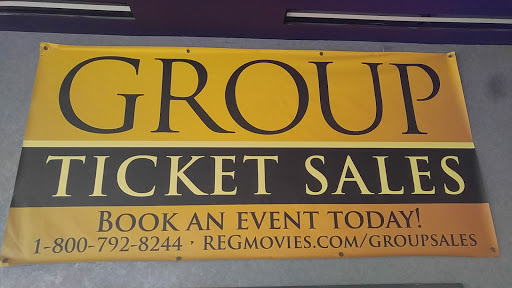 GROUP
TICKET SALES
BOOK AN EVENT TODAY!
1-800-792-8244 · REGMOVIES.COM/GROUPSALES